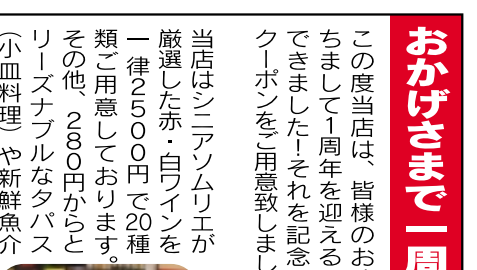 おかげさまで一周
この度当店は、皆様のお
ちまして1周年を迎える
できました！それを記念
クーポンをご用意致しまし
当店はシニアソムリエが
厳選した赤・白ワインを
一律2500円で20種
類ご用意しております。
その他、280円からと
リーズナブルなタパス
（小皿料理）や新鮮魚介